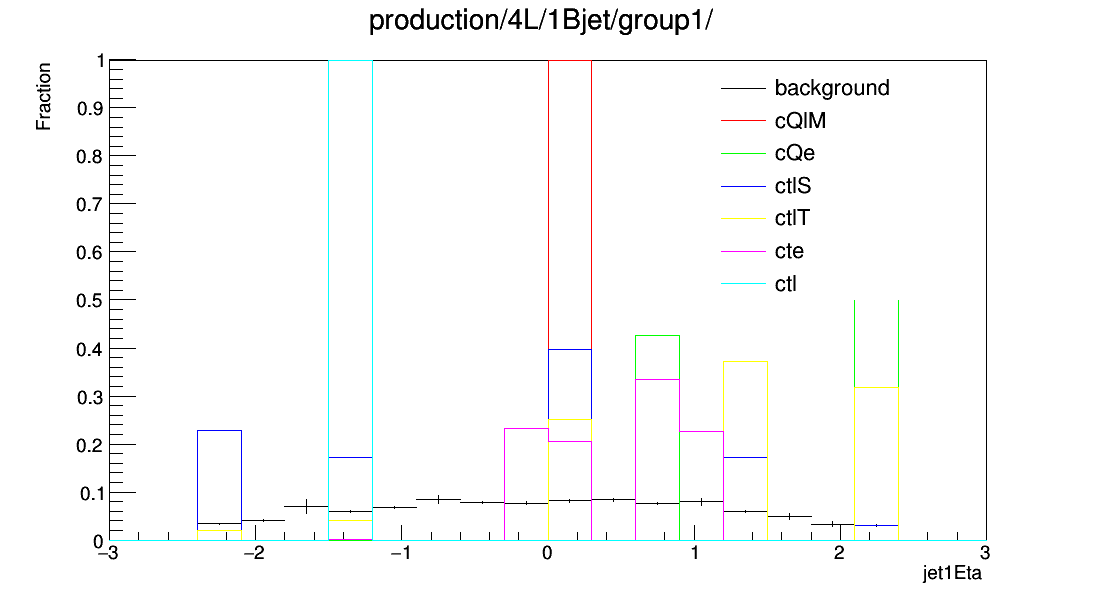 production/4L/1Bjet/group1/
Fraction
1
0.9
0.8
0.7
0.6
0.5
0.4
0.3
0.2
0.1
0
background
cQlM
cQe
ctlS
ctlT
cte
ctl
−3 −2 −1 0 1 2 3
jet1Eta